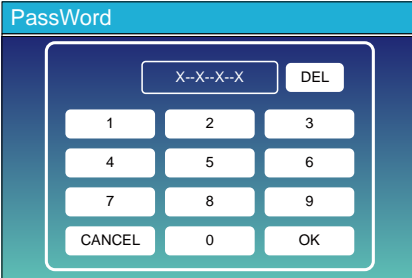 PassWord
X--X--X--X DEL
1 2 3
4 5 6
7 8 9
CANCEL 0 OK